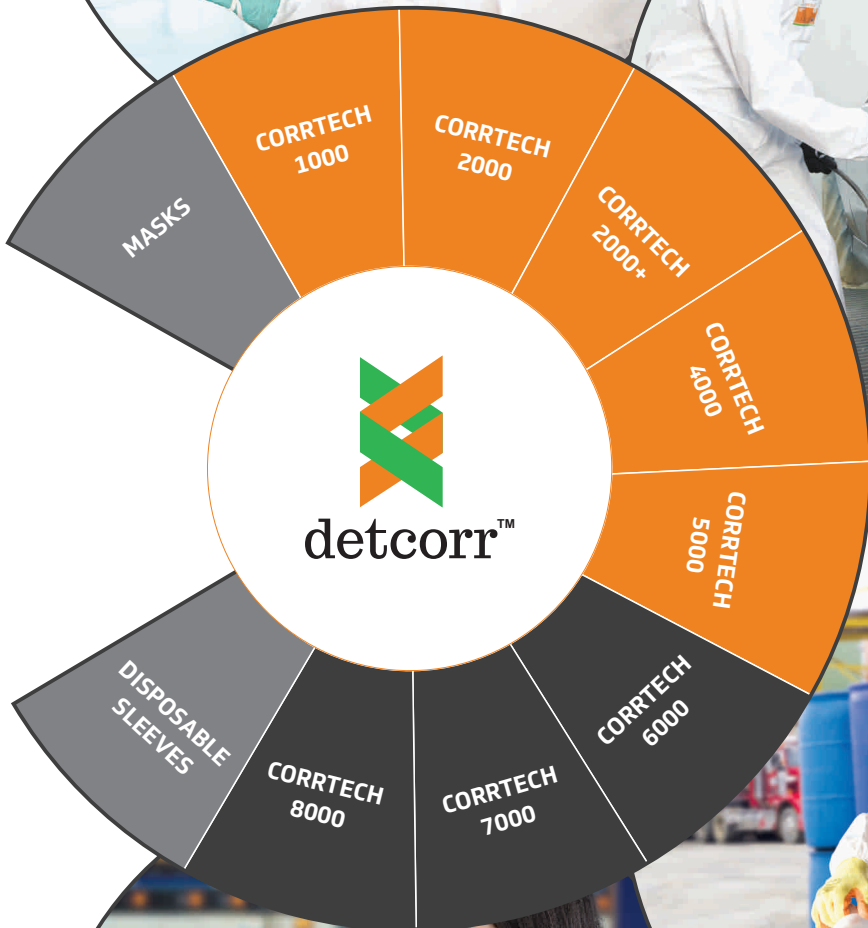 MASKS
CORRTECH
1000
CORRTECH
2000
CORRTECH
2000+
CORRTECH
4000
CORRTECH
5000
CORRTECH
6000
CORRTECH
7000
CORRTECH
8000
DISPOSABLE
SLEEVES
detcorr™